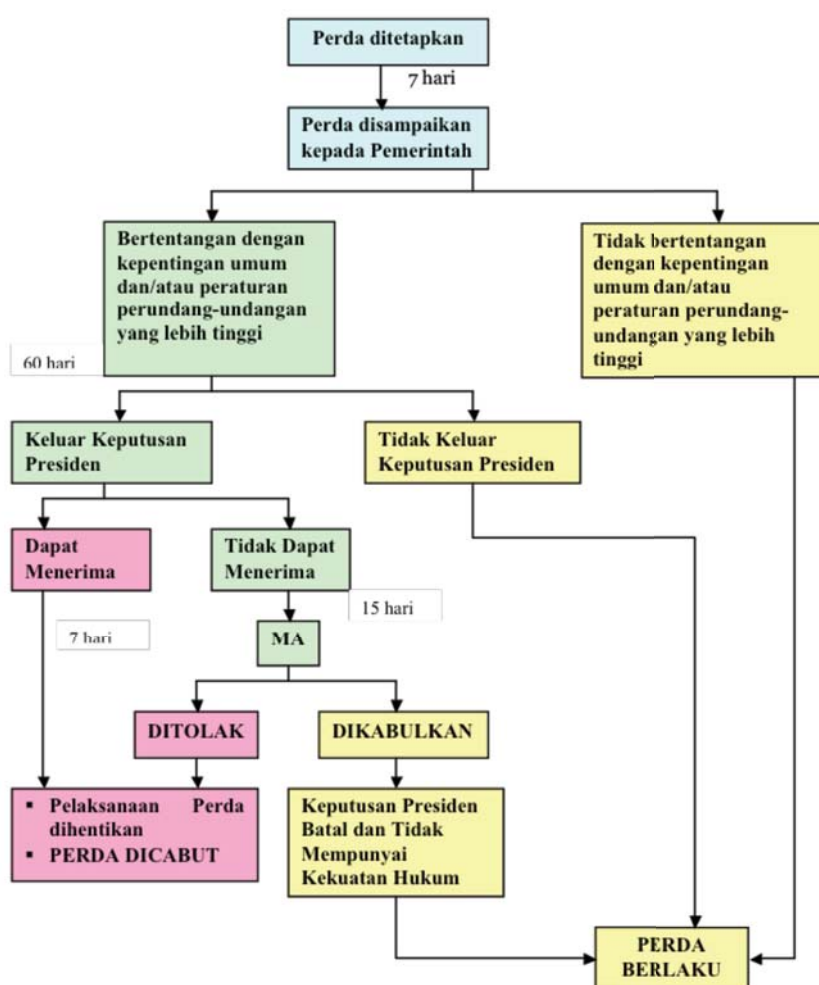 Perda ditetapkan
7 hari
Perda disampaikan
kepada Pemerintah
Bertentangan dengan
kepentingan umum
dan/atau peraturan
perundang-undangan
yang lebih tinggi
Tidak bertentangan
dengan kepentingan
umum dan/atau
peraturan perundang-
undangan yang lebih
tinggi
60 hari
Keluar Keputusan
Presiden
Tidak Keluar
Keputusan Presiden
Dapat
Menerima
Tidak Dapat
Menerima
15 hari
7 hari
MA
DITOLAK
DIKABULKAN
▪ Pelaksanaan Perda
dihentikan
▪ PERDA DICABUT
Keputusan Presiden
Batal dan Tidak
Mempunyai
Kekuatan Hukum
PERDA
BERLAKU